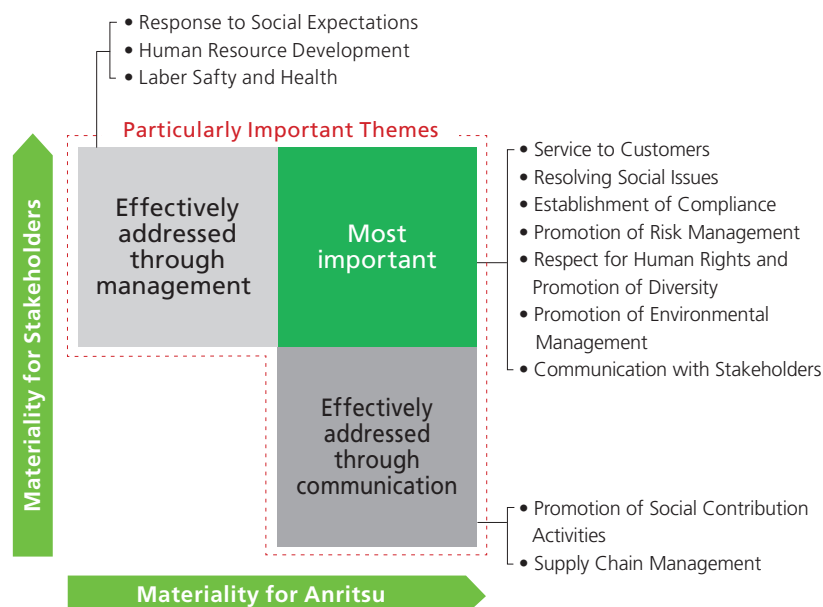 • Response to Social Expectations
• Human Resource Development
• Laber Safty and Health
Particularly Important Themes
Materiality for Stakeholders
Effectively
addressed
through
management
Most
important
• Service to Customers
• Resolving Social Issues
• Establishment of Compliance
• Promotion of Risk Management
• Respect for Human Rights and
Promotion of Diversity
• Promotion of Environmental
Management
• Communication with Stakeholders
Effectively
addressed
through
communication
• Promotion of Social Contribution
Activities
• Supply Chain Management
Materiality for Anritsu